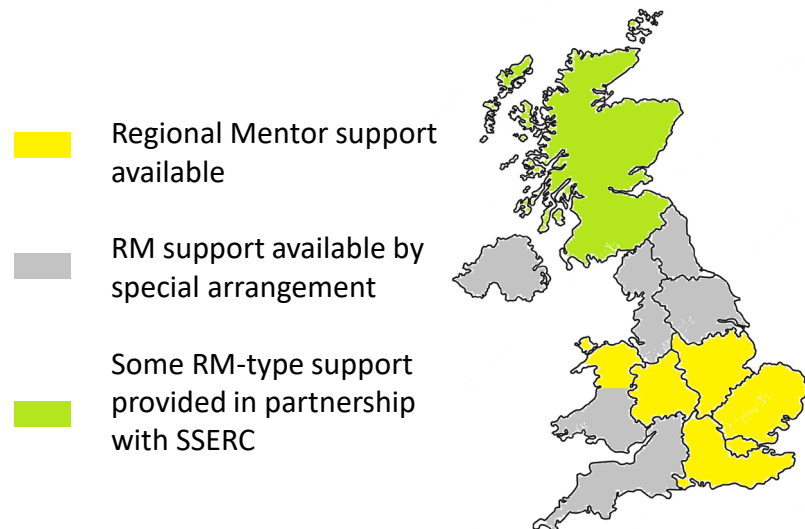 Regional Mentor support
available
RM support available by
special arrangement
Some RM-type support
provided in partnership
with SSERC